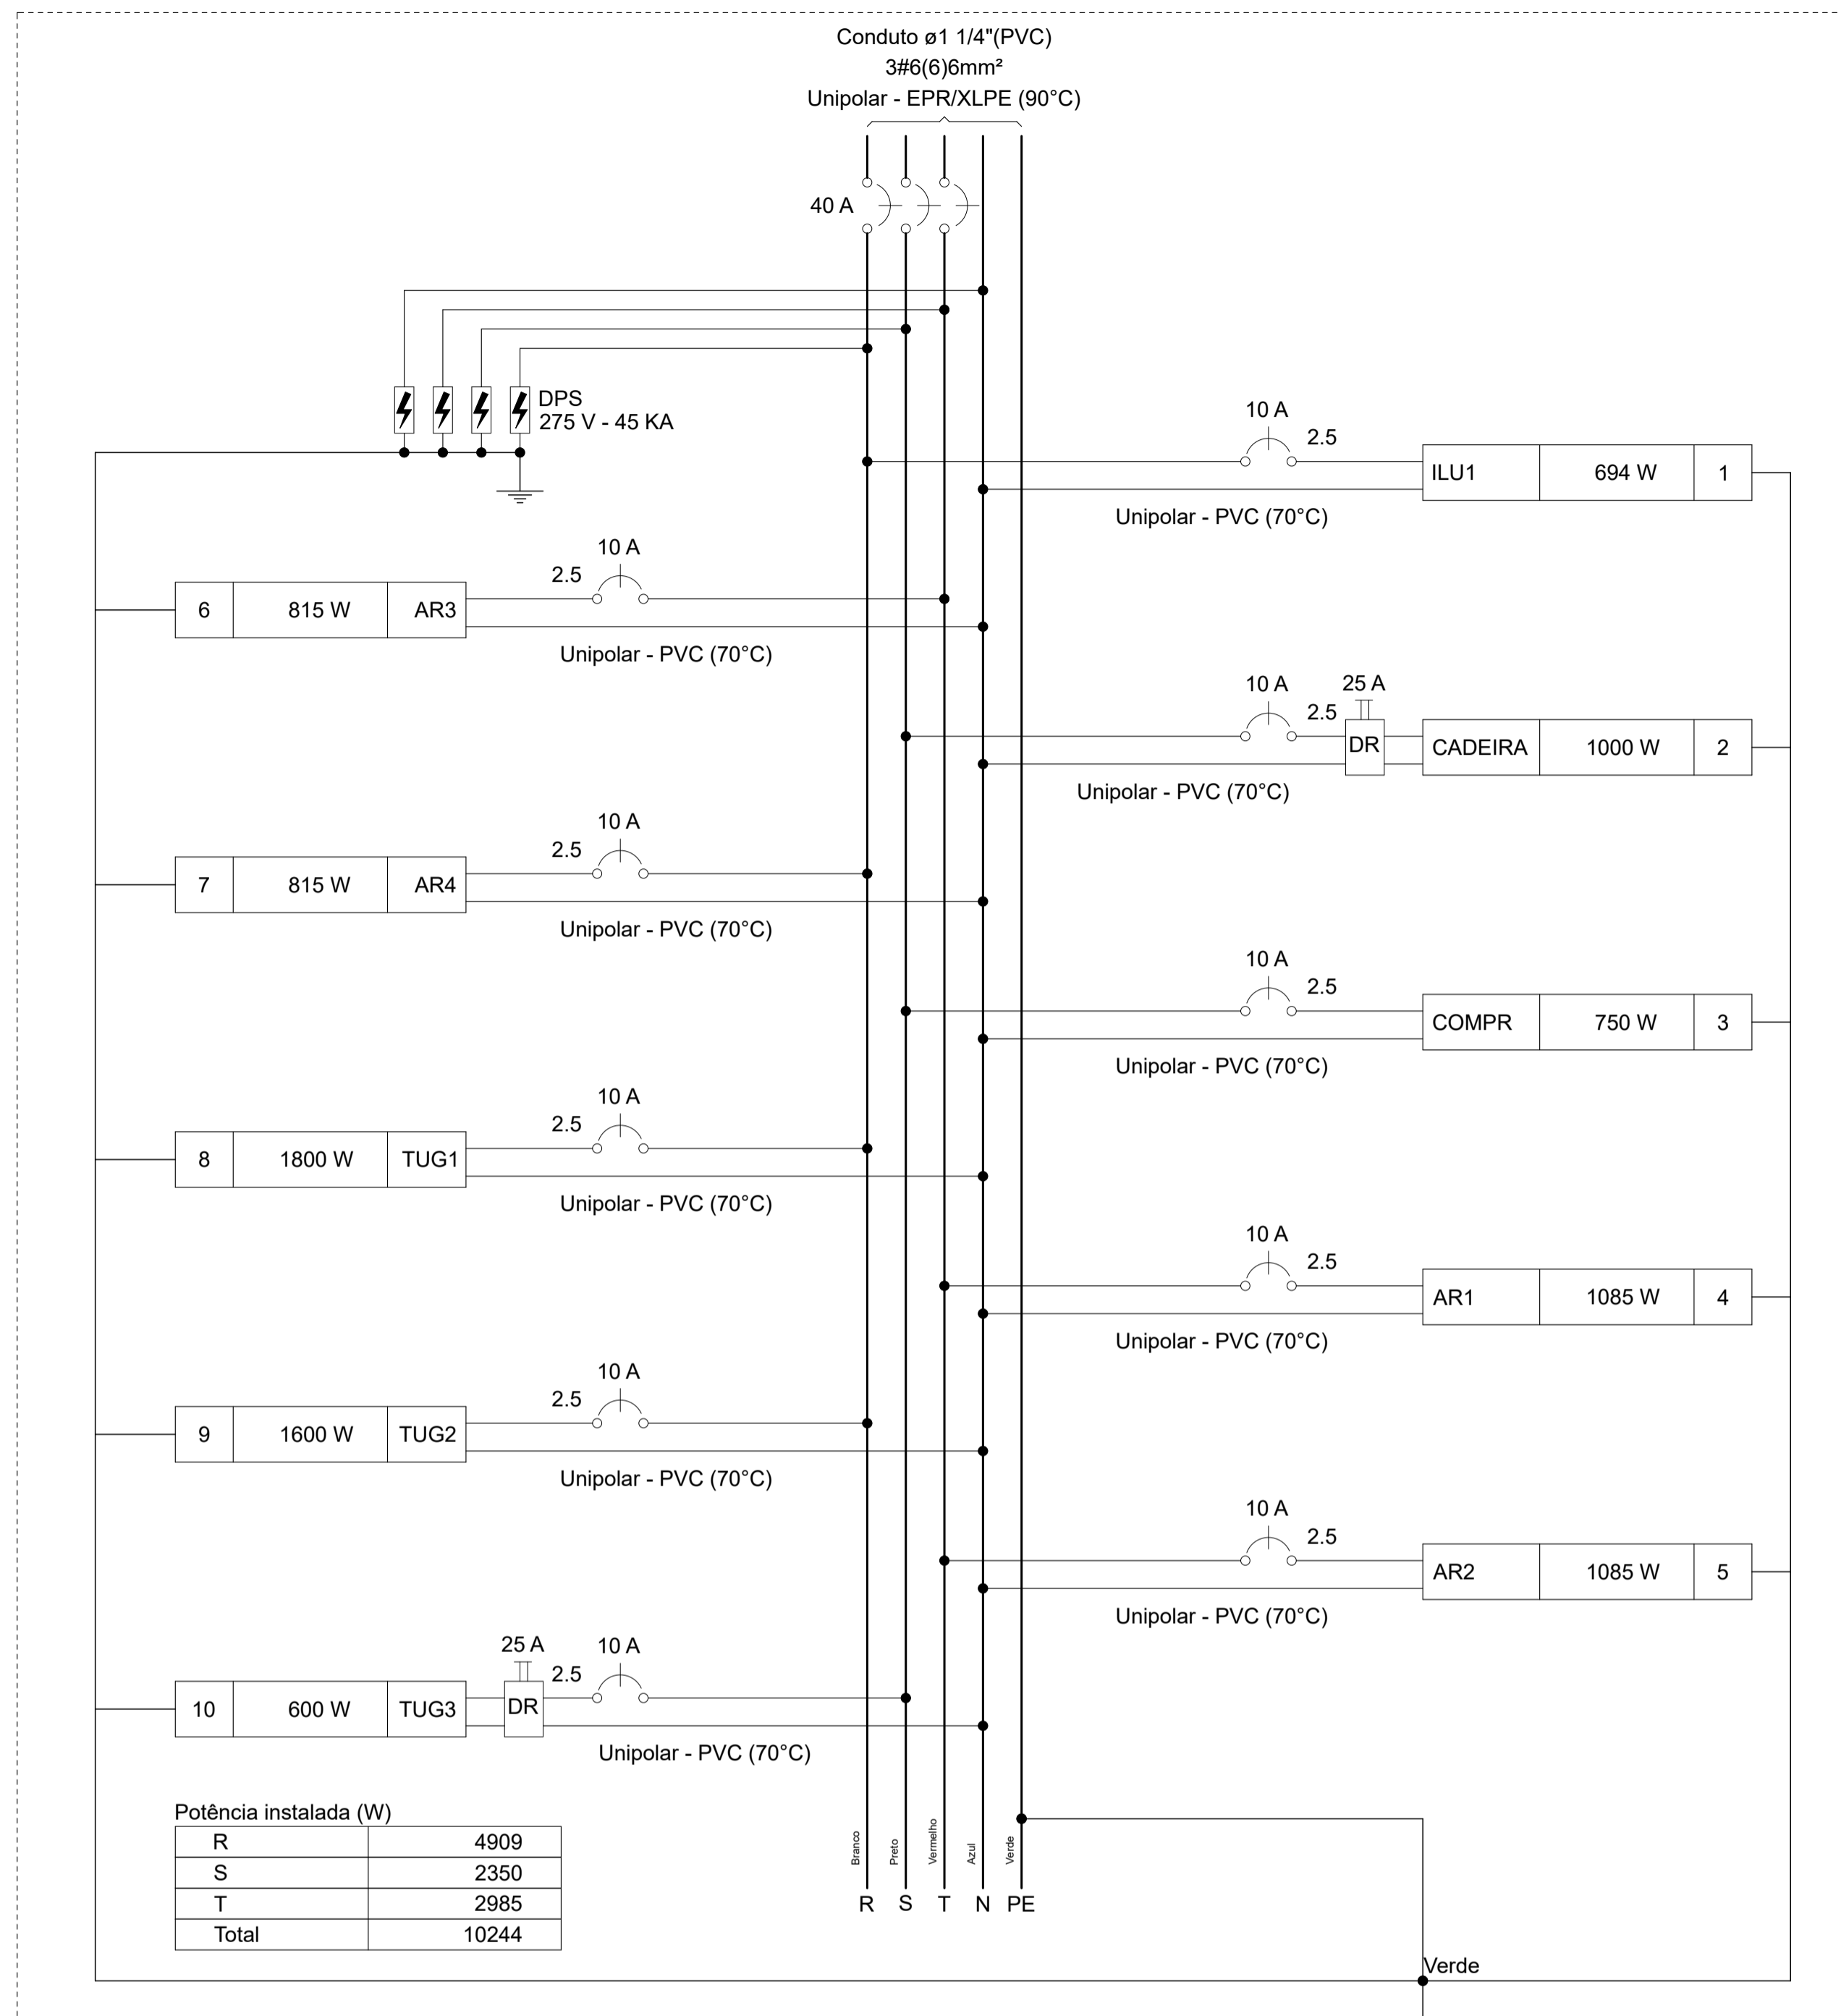 Conduto ø1 1/4"(PVC)
3#6(6)6mm²
Unipolar - EPR/XLPE (90°C)
40 A
DPS
275 V - 45 KA
10 A
2.5
ILU1 694 W 1
Unipolar - PVC (70°C)
10 A
2.5
6 815 W AR3
Unipolar - PVC (70°C)
10 A 25 A
2.5
DR
CADEIRA 1000 W 2
Unipolar - PVC (70°C)
10 A
2.5
7 815 W AR4
Unipolar - PVC (70°C)
10 A
2.5
COMPR 750 W 3
Unipolar - PVC (70°C)
10 A
2.5
8 1800 W TUG1
Unipolar - PVC (70°C)
10 A
2.5
AR1 1085 W 4
Unipolar - PVC (70°C)
10 A
2.5
9 1600 W TUG2
Unipolar - PVC (70°C)
10 A
2.5
AR2 1085 W 5
Unipolar - PVC (70°C)
25 A 10 A
2.5
10 600 W TUG3 DR
Unipolar - PVC (70°C)
Potência instalada (W)
R 4909
S 2350
T 2985
Total 10244
Branco
Preto
Vermelho
Azul
Verde
R S T N PE
Verde